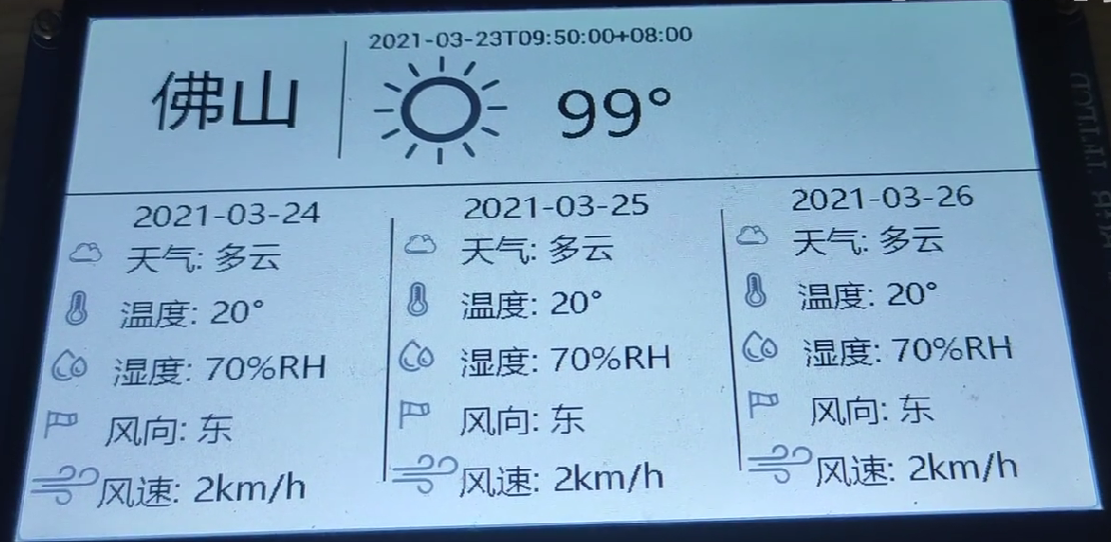 2021-03-23T09:50:00+08:00
佛山
99°
2021-03-24
天气: 多云
温度: 20°
湿度: 70%RH
风向: 东
风速: 2km/h
2021-03-25
天气: 多云
温度: 20°
湿度: 70%RH
风向: 东
风速: 2km/h
2021-03-26
天气: 多云
温度: 20°
湿度: 70%RH
风向: 东
风速: 2km/h